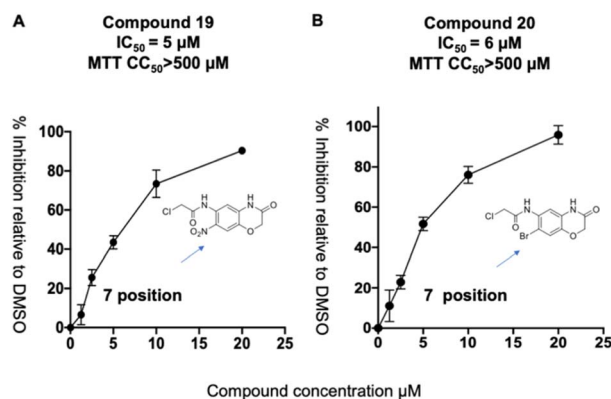 A
Compound 19
IC50 = 5 µM
MTT CC50>500 µM
% Inhibition relative to DMSO
100
80
60
40
20
0
0
5
10
15
20
25
Cl
O
H
N
NO2
H
N
O
O
7 position
B
Compound 20
IC50 = 6 µM
MTT CC50>500 µM
% Inhibition relative to DMSO
100
80
60
40
20
0
0
5
10
15
20
25
Cl
O
H
N
Br
H
N
O
O
7 position
Compound concentration µM